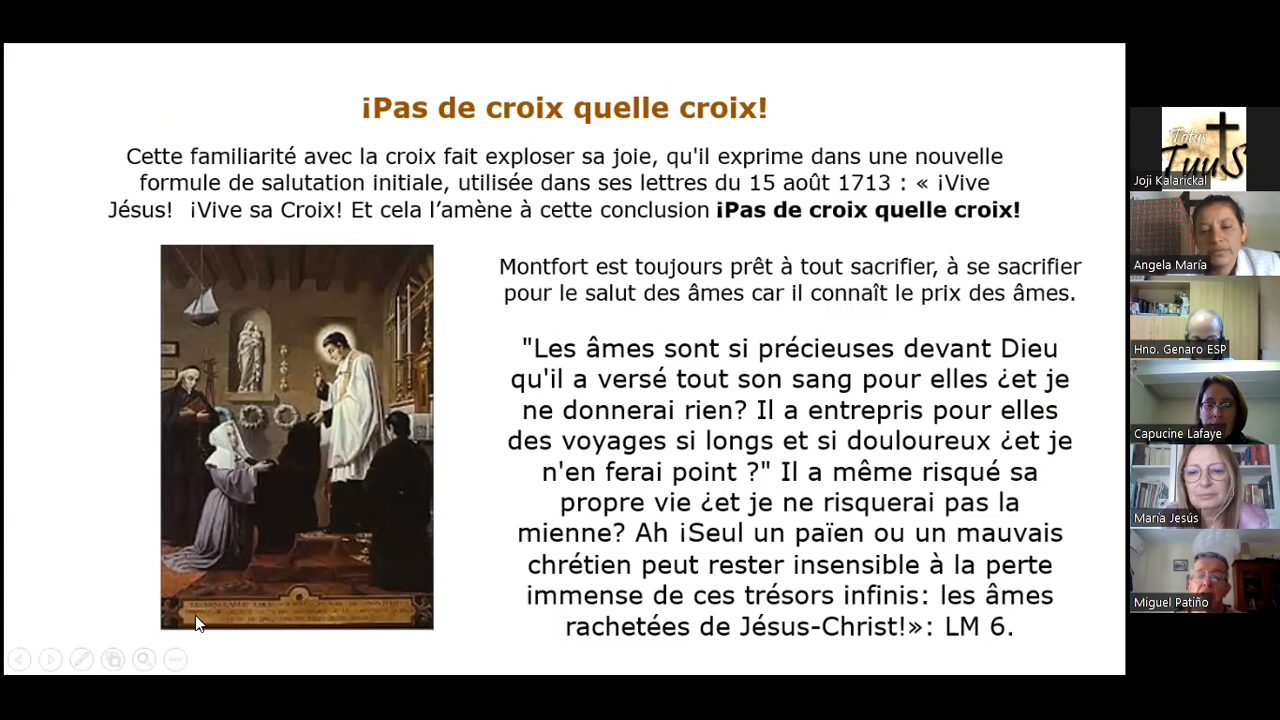 ¡Pas de croix quelle croix!
Cette familiarité avec la croix fait exploser sa joie, qu'il exprime dans une nouvelle
formule de salutation initiale, utilisée dans ses lettres du 15 août 1713 : « ¡Vive
Jésus!  ¡Vive sa Croix! Et cela l’amène à cette conclusion ¡Pas de croix quelle croix!
Montfort est toujours prêt à tout sacrifier, à se sacrifier
pour le salut des âmes car il connaît le prix des âmes.
"Les âmes sont si précieuses devant Dieu
qu'il a versé tout son sang pour elles ¿et je
ne donnerai rien? Il a entrepris pour elles
des voyages si longs et si douloureux ¿et je
n'en ferai point ?" Il a même risqué sa
propre vie ¿et je ne risquerai pas la
mienne? Ah ¡Seul un païen ou un mauvais
chrétien peut rester insensible à la perte
immense de ces trésors infinis: les âmes
rachetées de Jésus-Christ!»: LM 6.
Totus
Tuus
Joji Kalarickal
Angela María
Hno. Genaro ESP
Capucine Lafaye
María Jesús
Miguel Patiño